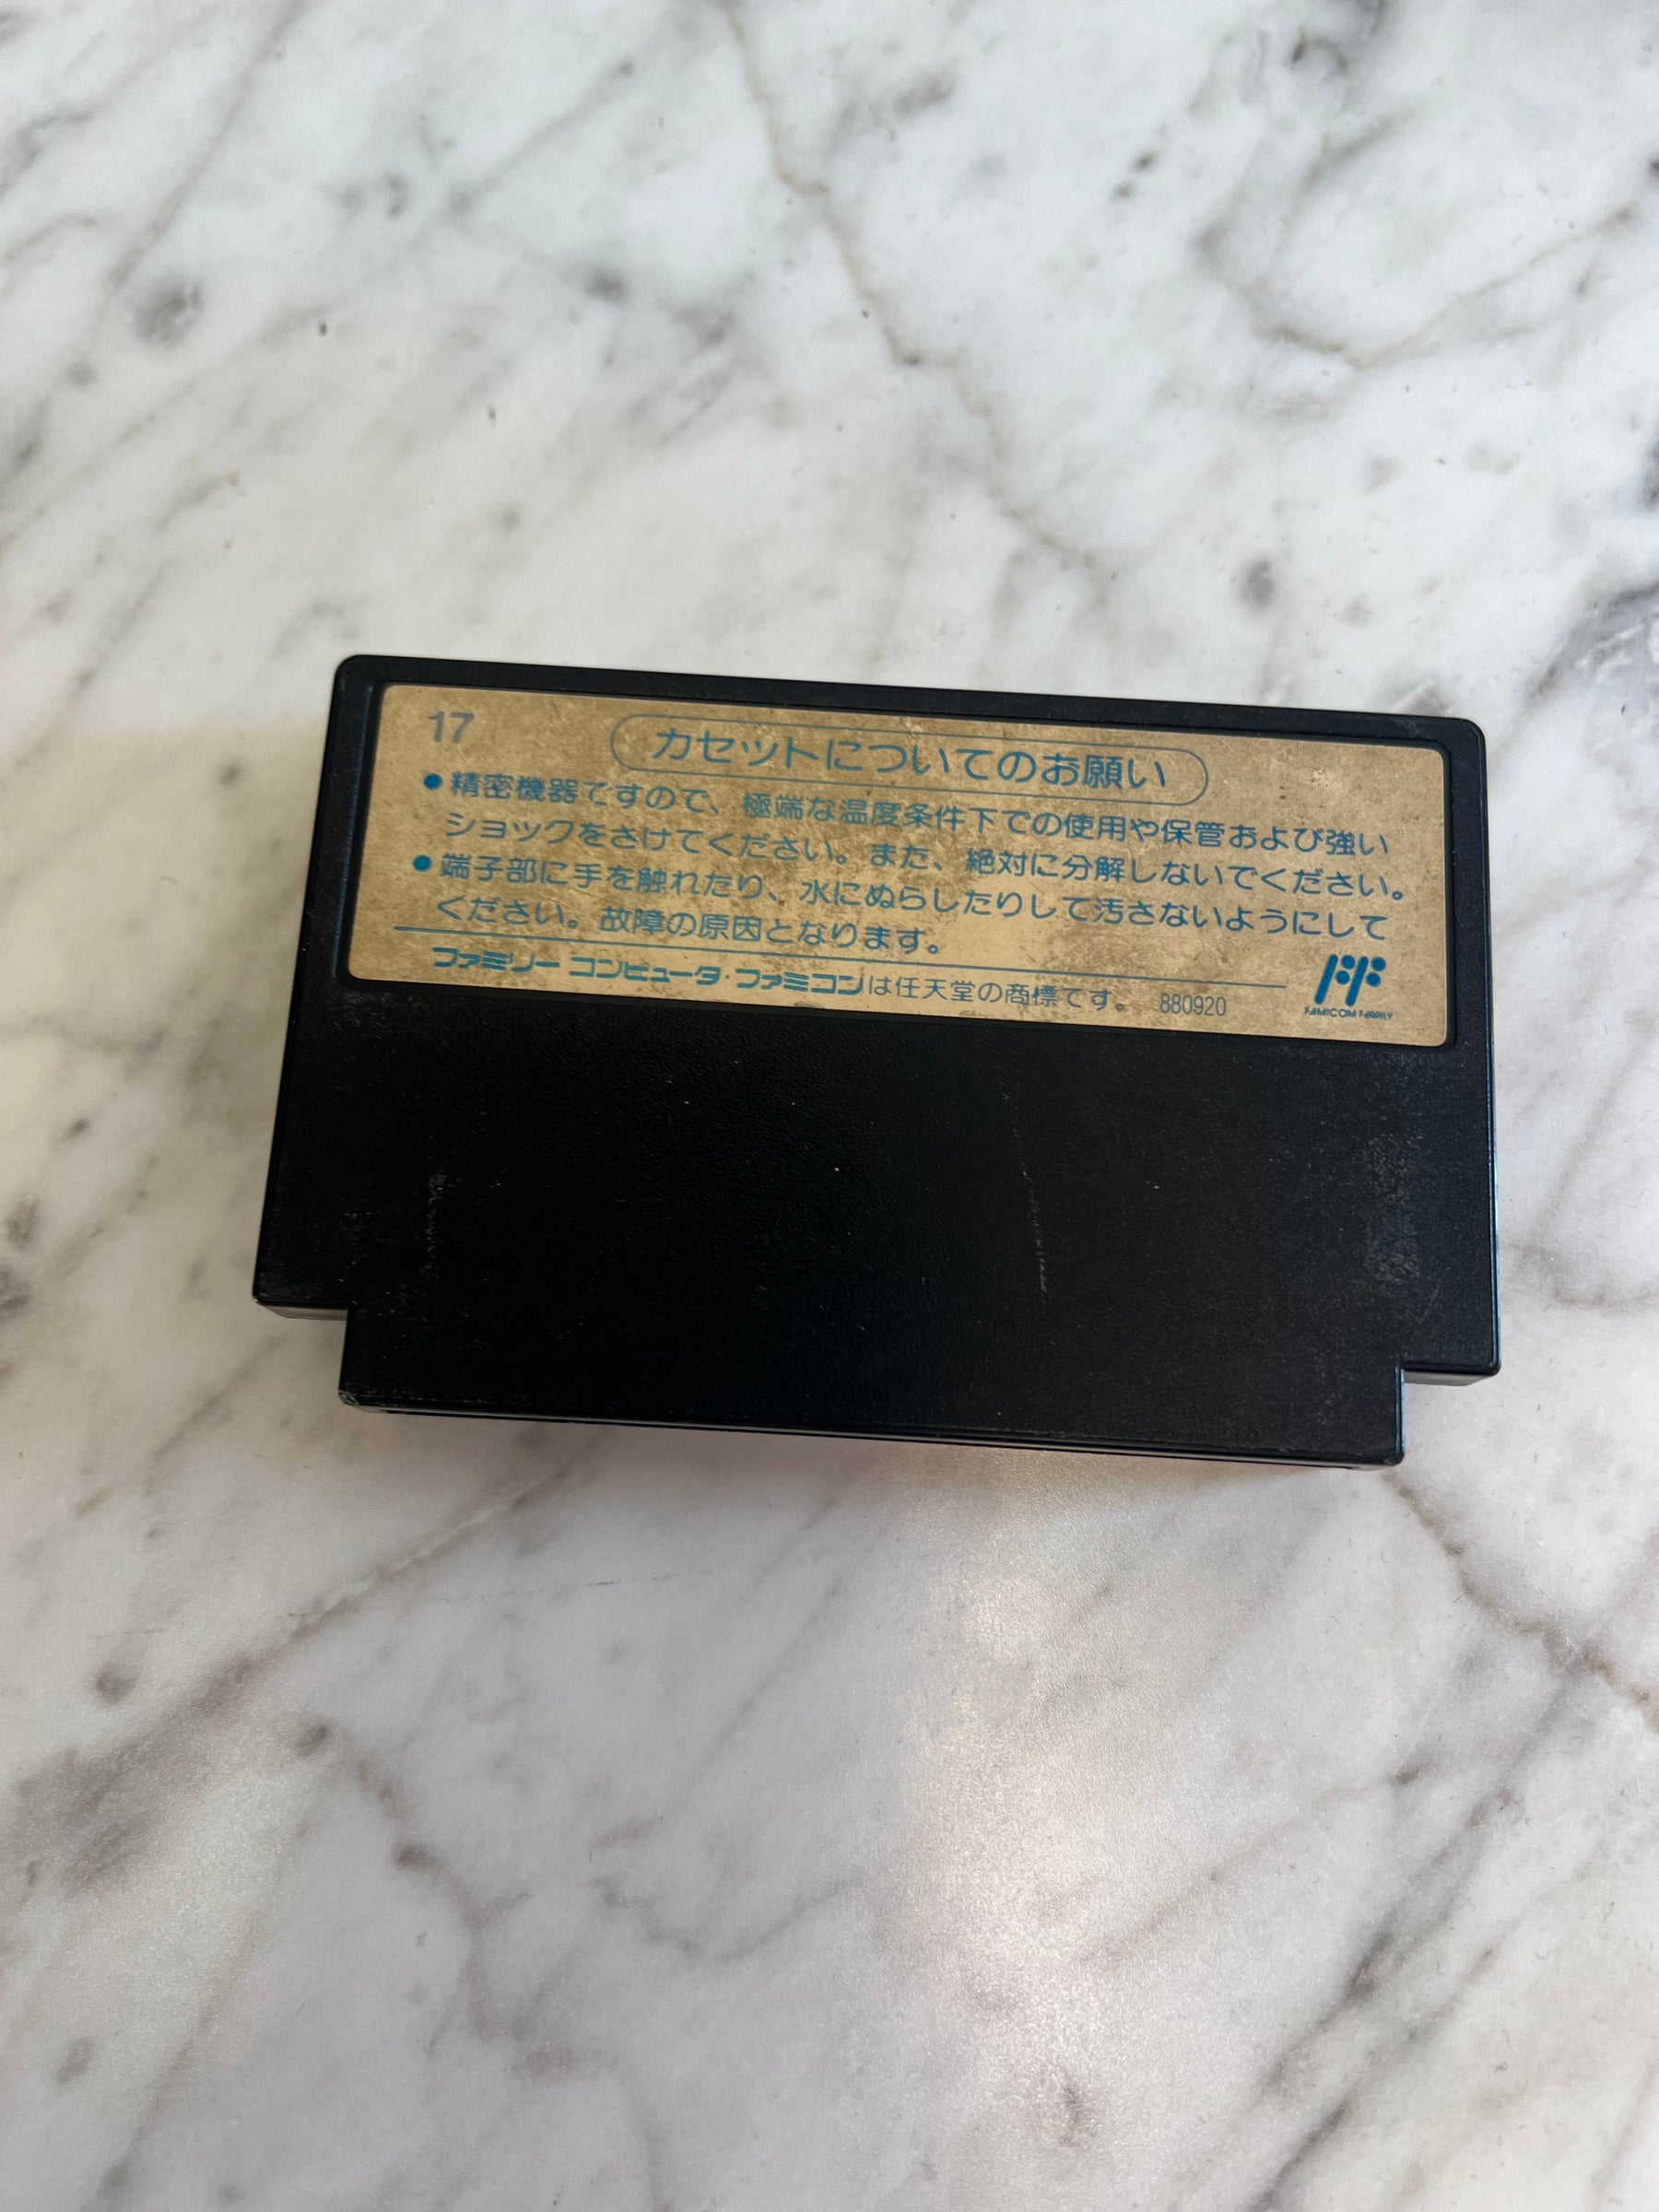 17
カセットについてのお願い
●精密機器ですので、極端な温度条件下での使用や保管および強い
ショックをさけてください。また、絶対に分解しないでください。
●端子部に手を触れたり、水にぬらしたりして汚さないようにして
ください。故障の原因となります。
ファミリーコンピュータ・ファミコンは任天堂の商標です。 880920
FF
FAMICOM FAMILY